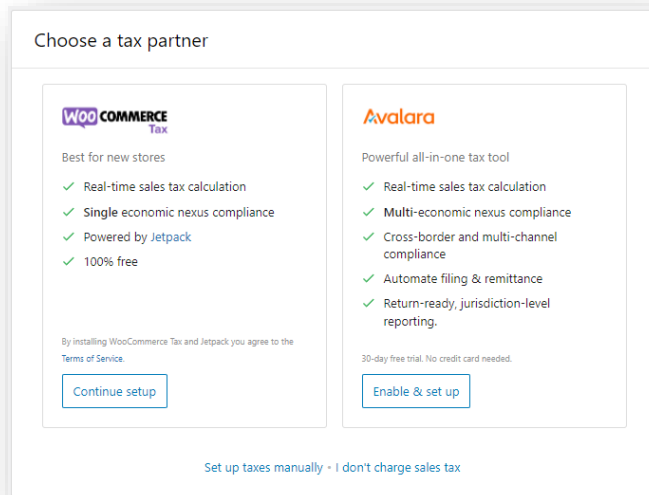 Choose a tax partner
WOO COMMERCE
Tax
Best for new stores
Real-time sales tax calculation
Single economic nexus compliance
Powered by Jetpack
100% free
By installing WooCommerce Tax and Jetpack you agree to the
Terms of Service.
Continue setup
Avalara
Powerful all-in-one tax tool
Real-time sales tax calculation
Multi-economic nexus compliance
Cross-border and multi-channel
compliance
Automate filing & remittance
Return-ready, jurisdiction-level
reporting.
30-day free trial. No credit card needed.
Enable & set up
Set up taxes manually • I don't charge sales tax